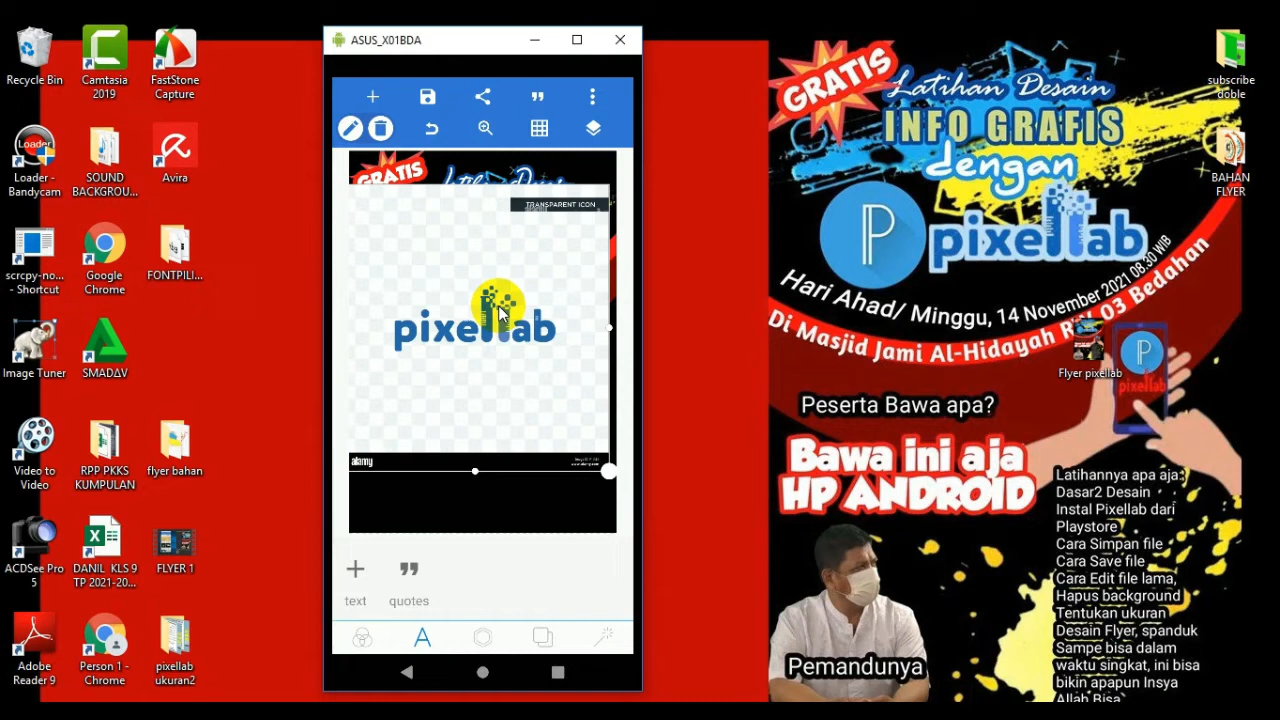 Recycle Bin
Camtasia
2019
FastStone
Capture
Loader
Loader -
Bandycam
SOUND
BACKGROU...
Avira
scrcpy-no...
- Shortcut
Google
Chrome
FONTPILI...
Image Tuner
SMADΔV
Video to
Video
RPP PKKS
KUMPULAN
flyer bahan
ACDSee Pro
5
DANIL KLS 9
TP 2021-20...
FLYER 1
Adobe
Reader 9
Person 1 -
Chrome
pixellab
ukuran2
ASUS_X01BDA
GRATIS
TRANSPARENT ICON
pixellab
alamy
text
quotes
A
GRATIS
Latihan Desain
INFO GRAFIS
dengan
P
pixellab
Hari Ahad/ Minggu, 14 November 2021 08.30 WIB
Di Masjid Jami Al-Hidayah RW 03 Bedahan
Peserta Bawa apa?
Bawa ini aja
HP ANDROID
P
pixellab
Latihannya apa aja:
Dasar2 Desain
Instal Pixellab dari
Playstore
Cara Simpan file
Cara Save file
Cara Edit file lama,
Hapus background
Tentukan ukuran
Desain Flyer, spanduk
Sampe bisa dalam
waktu singkat, ini bisa
bikin apapun Insya
Allah Bisa
Pemandunya
subscribe
doble
BAHAN
FLYER
Flyer pixellab